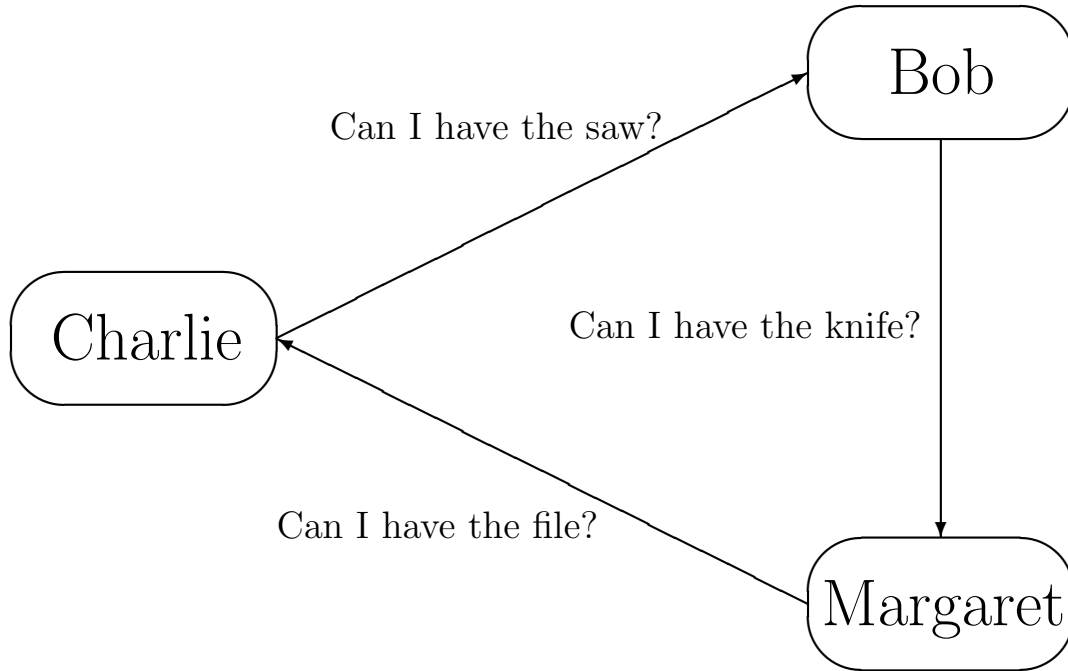 Bob
Can I have the saw?
Charlie
Can I have the knife?
Can I have the file?
Margaret